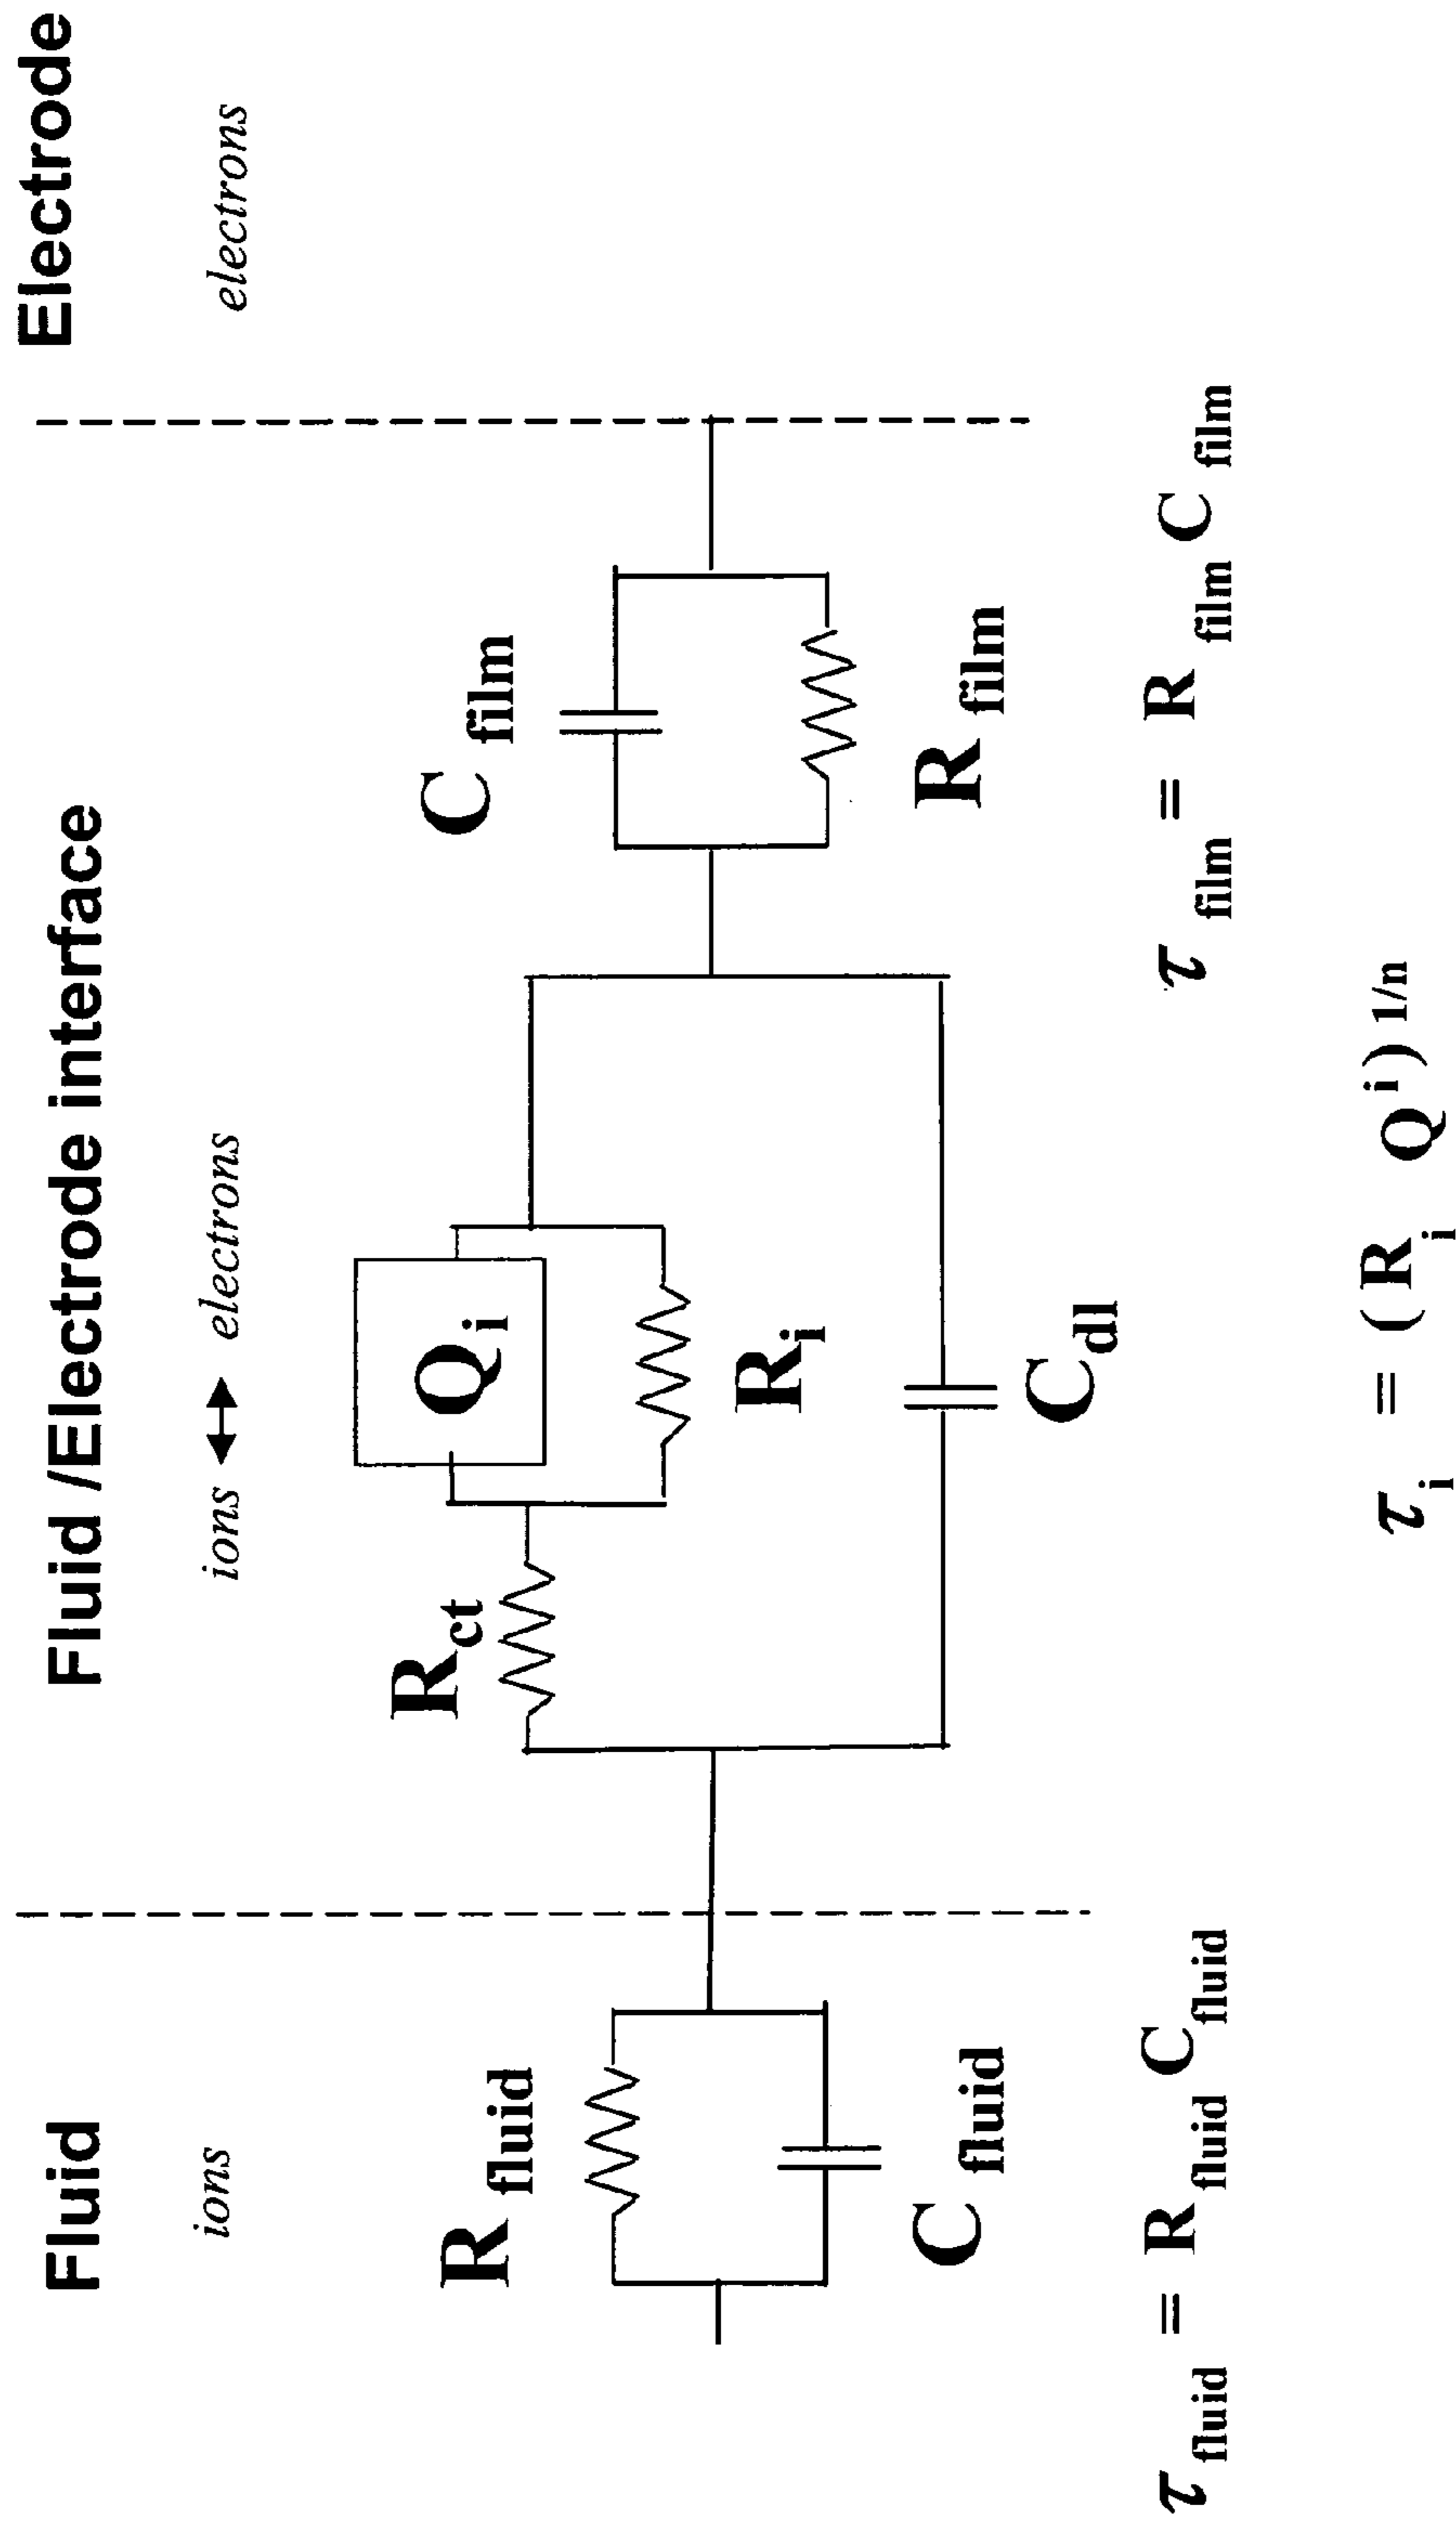 Fluid Fluid /Electrode interface Electrode
ions ions ↔ electrons electrons
R fluid
C fluid
R ct
Q i
R i
C dl
C film
R film
τ fluid = R fluid C fluid
τ film = R film C film
τ i = ( R i Q i ) 1/n